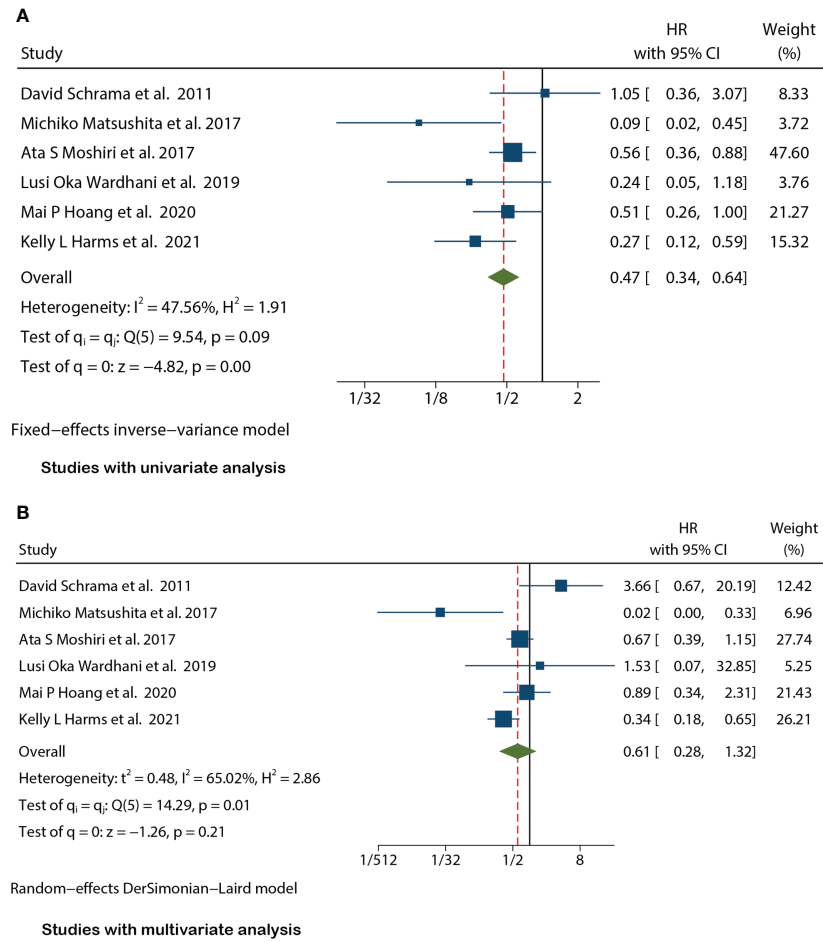 A
HR Weight
Study with 95% CI (%)
David Schrama et al. 2011 1.05 [ 0.36, 3.07] 8.33
Michiko Matsushita et al. 2017 0.09 [ 0.02, 0.45] 3.72
Ata S Moshiri et al. 2017 0.56 [ 0.36, 0.88] 47.60
Lusi Oka Wardhani et al. 2019 0.24 [ 0.05, 1.18] 3.76
Mai P Hoang et al. 2020 0.51 [ 0.26, 1.00] 21.27
Kelly L Harms et al. 2021 0.27 [ 0.12, 0.59] 15.32
Overall 0.47 [ 0.34, 0.64]
Heterogeneity: I² = 47.56%, H² = 1.91
Test of qᵢ = qⱼ: Q(5) = 9.54, p = 0.09
Test of q = 0: z = −4.82, p = 0.00
1/32 1/8 1/2 2
Fixed−effects inverse−variance model
Studies with univariate analysis
B
HR Weight
Study with 95% CI (%)
David Schrama et al. 2011 3.66 [ 0.67, 20.19] 12.42
Michiko Matsushita et al. 2017 0.02 [ 0.00, 0.33] 6.96
Ata S Moshiri et al. 2017 0.67 [ 0.39, 1.15] 27.74
Lusi Oka Wardhani et al. 2019 1.53 [ 0.07, 32.85] 5.25
Mai P Hoang et al. 2020 0.89 [ 0.34, 2.31] 21.43
Kelly L Harms et al. 2021 0.34 [ 0.18, 0.65] 26.21
Overall 0.61 [ 0.28, 1.32]
Heterogeneity: t² = 0.48, I² = 65.02%, H² = 2.86
Test of qᵢ = qⱼ: Q(5) = 14.29, p = 0.01
Test of q = 0: z = −1.26, p = 0.21
1/512 1/32 1/2 8
Random−effects DerSimonian−Laird model
Studies with multivariate analysis